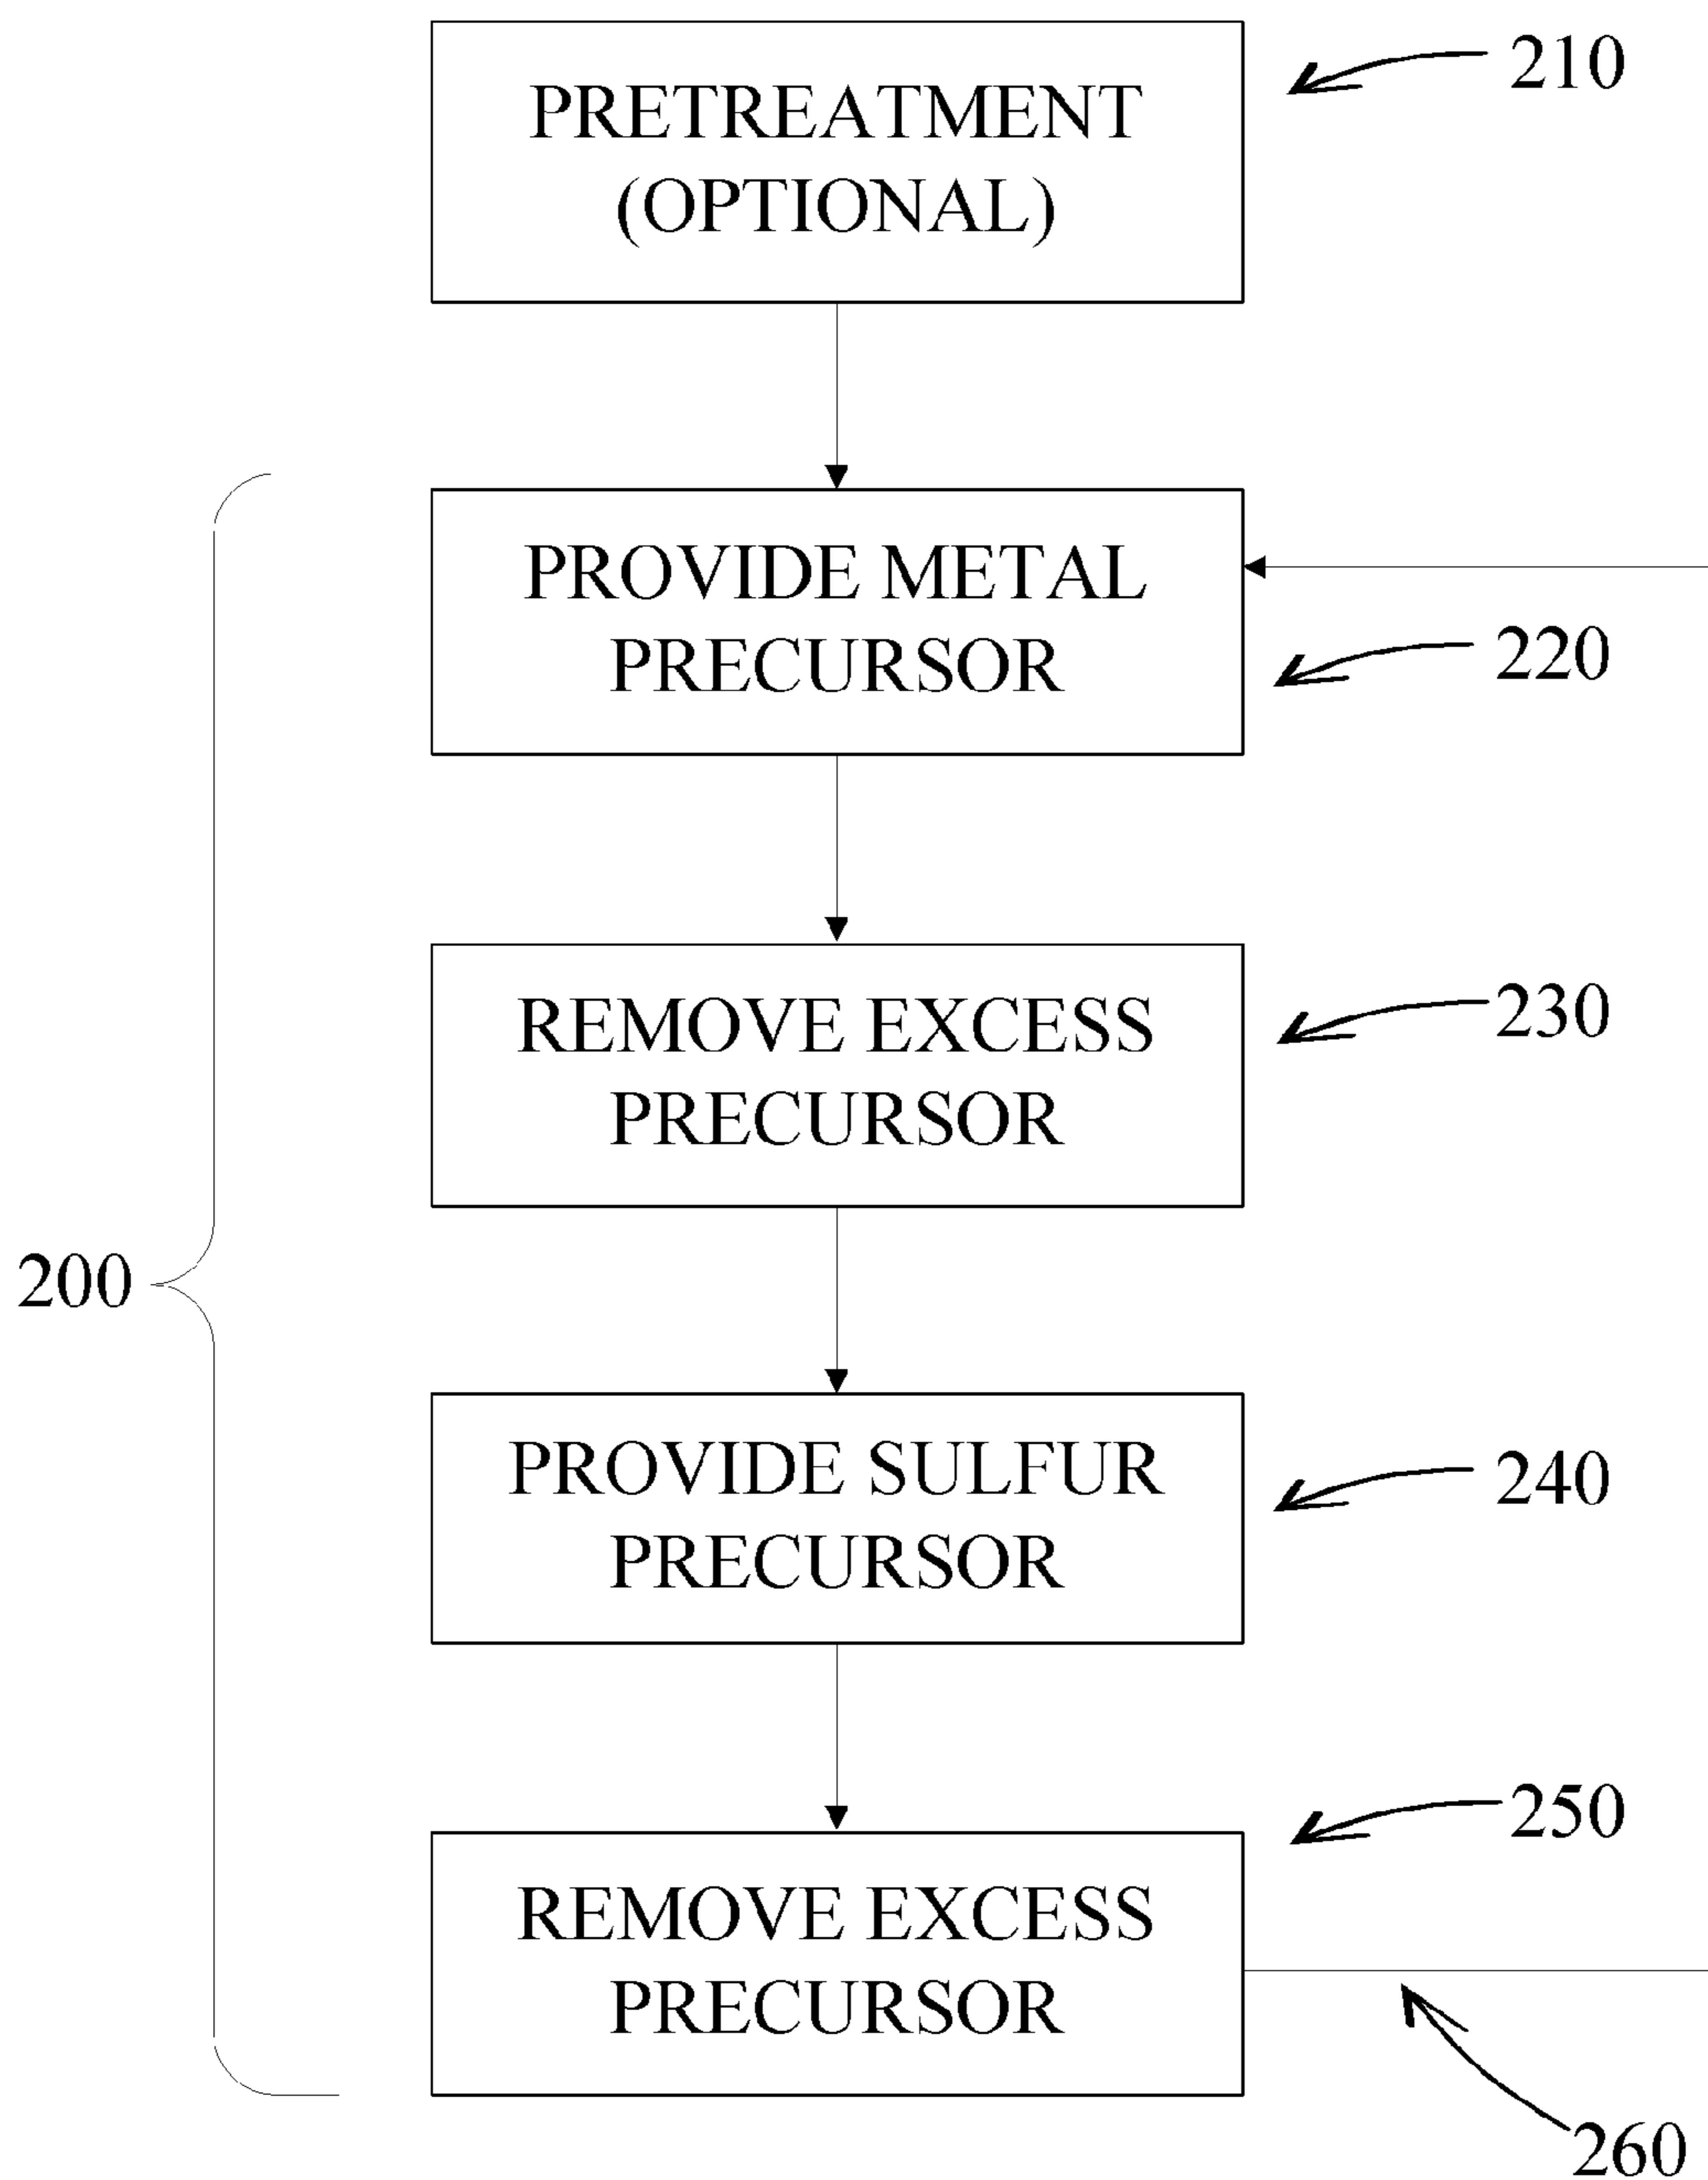 PRETREATMENT
(OPTIONAL)
210
PROVIDE METAL
PRECURSOR
220
REMOVE EXCESS
PRECURSOR
230
200
PROVIDE SULFUR
PRECURSOR
240
REMOVE EXCESS
PRECURSOR
250
260